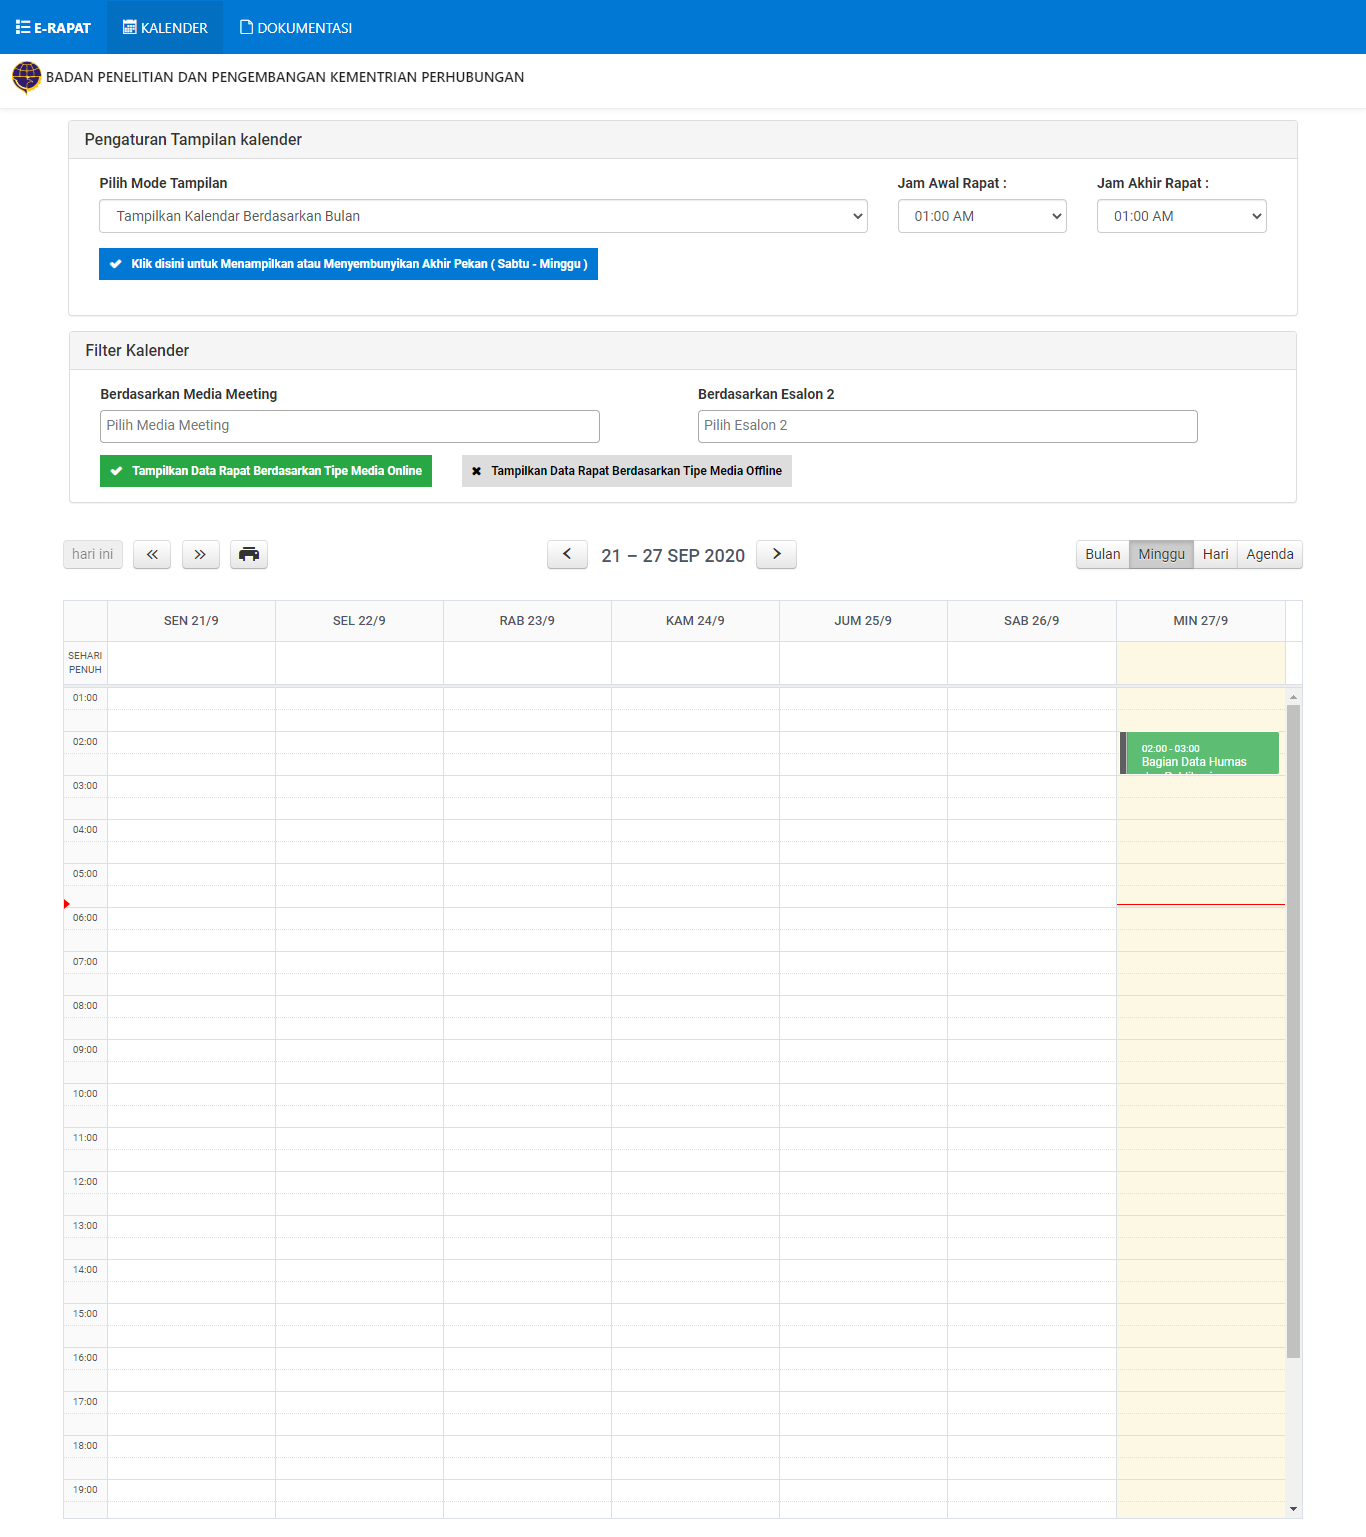 E-RAPAT KALENDER DOKUMENTASI
BADAN PENELITIAN DAN PENGEMBANGAN KEMENTRIAN PERHUBUNGAN
Pengaturan Tampilan kalender
Pilih Mode Tampilan Jam Awal Rapat : Jam Akhir Rapat :
Tampilkan Kalendar Berdasarkan Bulan 01:00 AM 01:00 AM
Klik disini untuk Menampilkan atau Menyembunyikan Akhir Pekan ( Sabtu - Minggu )
Filter Kalender
Berdasarkan Media Meeting Berdasarkan Esalon 2
Pilih Media Meeting Pilih Esalon 2
Tampilkan Data Rapat Berdasarkan Tipe Media Online Tampilkan Data Rapat Berdasarkan Tipe Media Offline
hari ini 21 – 27 SEP 2020 Bulan Minggu Hari Agenda
SEN 21/9 SEL 22/9 RAB 23/9 KAM 24/9 JUM 25/9 SAB 26/9 MIN 27/9
SEHARI
PENUH
01:00
02:00
02:00 - 03:00
Bagian Data Humas
03:00
04:00
05:00
06:00
07:00
08:00
09:00
10:00
11:00
12:00
13:00
14:00
15:00
16:00
17:00
18:00
19:00